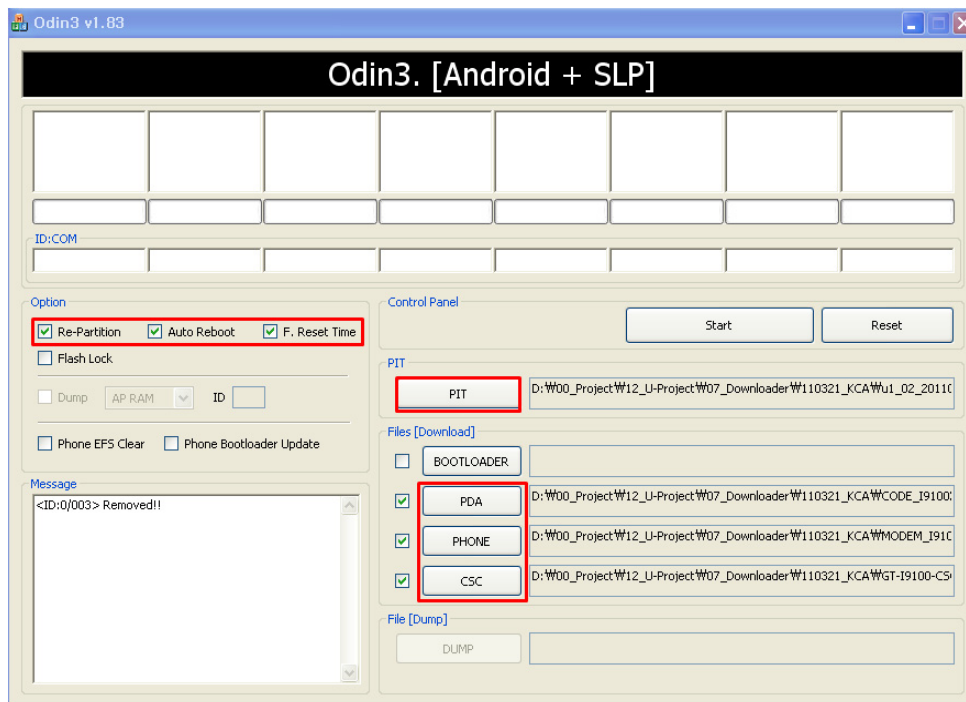 Odin3 v1.83
Odin3. [Android + SLP]
ID:COM
Option
Re-Partition
Auto Reboot
F. Reset Time
Flash Lock
Dump
AP RAM
ID
Phone EFS Clear
Phone Bootloader Update
Message
<ID:0/003> Removed!!
Control Panel
Start
Reset
PIT
PIT
D:₩00_Project₩12_U-Project₩07_Downloader₩110321_KCA₩u1_02_20110
Files [Download]
BOOTLOADER
PDA
D:₩00_Project₩12_U-Project₩07_Downloader₩110321_KCA₩CODE_I9100
PHONE
D:₩00_Project₩12_U-Project₩07_Downloader₩110321_KCA₩MODEM_I910
CSC
D:₩00_Project₩12_U-Project₩07_Downloader₩110321_KCA₩GT-I9100-CS
File [Dump]
DUMP